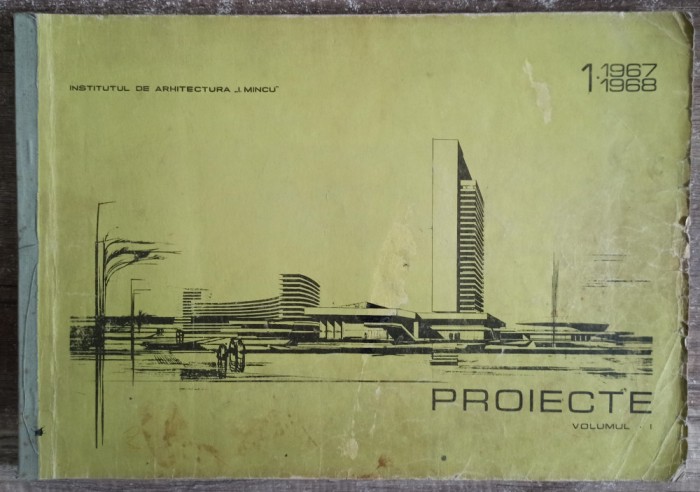 INSTITUTUL DE ARHITECTURA „I. MINCU"
1.1967
1968
PROIECTE
VOLUMUL · I